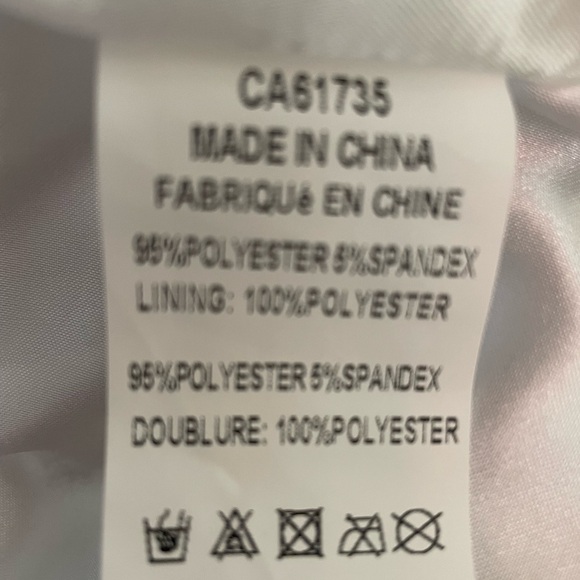 CA61735
MADE IN CHINA
FABRIQUé EN CHINE
95%POLYESTER 5%SPANDEX
LINING: 100%POLYESTER
95%POLYESTER 5%SPANDEX
DOUBLURE: 100%POLYESTER